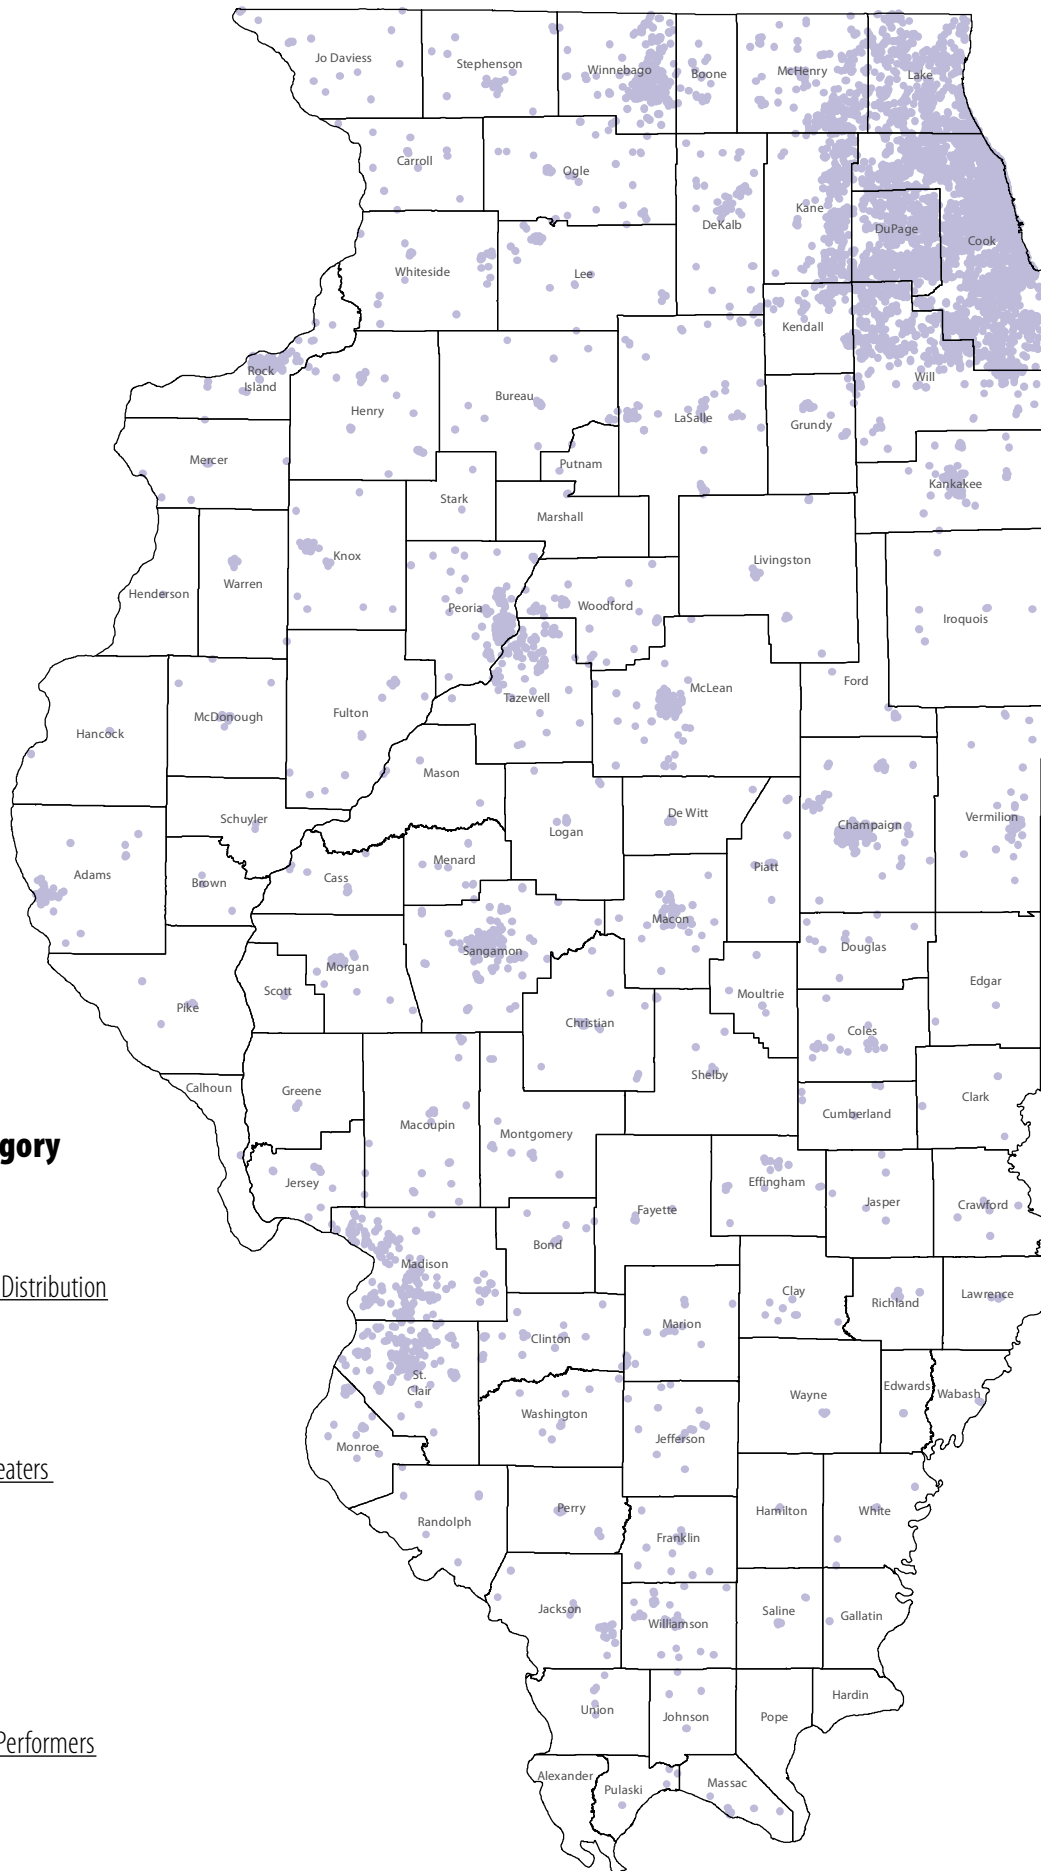 Jo Daviess
Stephenson
Winnebago
Boone
McHenry
Lake
Carroll
Ogle
DeKalb
Kane
DuPage
Cook
Whiteside
Lee
Kendall
Will
Rock
Island
Henry
Bureau
LaSalle
Grundy
Mercer
Putnam
Kankakee
Stark
Marshall
Knox
Livingston
Henderson
Warren
Peoria
Woodford
Iroquois
Ford
McLean
Tazewell
Hancock
McDonough
Fulton
Mason
Schuyler
Logan
De Witt
Champaign
Vermilion
Adams
Brown
Cass
Menard
Piatt
Macon
Sangamon
Douglas
Morgan
Edgar
Scott
Moultrie
Pike
Christian
Coles
Shelby
Calhoun
Greene
Clark
Cumberland
Macoupin
Montgomery
gory
Jersey
Effingham
Jasper
Crawford
Fayette
Bond
Madison
Distribution
Clay
Richland
Lawrence
Marion
Clinton
St.
Clair
Wayne
Edwards
Wabash
Washington
Jefferson
Monroe
eaters
Perry
Hamilton
White
Randolph
Franklin
Jackson
Williamson
Saline
Gallatin
Hardin
Union
Johnson
Pope
Performers
Alexander
Pulaski
Massac